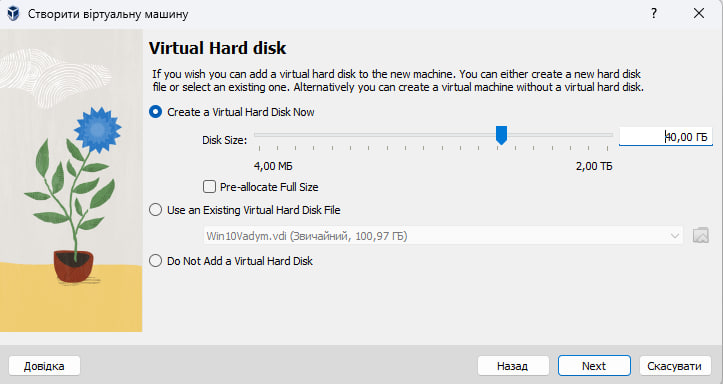 Створити віртуальну машину
Virtual Hard disk
If you wish you can add a virtual hard disk to the new machine. You can either create a new hard disk
file or select an existing one. Alternatively you can create a virtual machine without a virtual hard disk.
Create a Virtual Hard Disk Now
Disk Size:
40,00 ГБ
4,00 МБ
2,00 ТБ
Pre-allocate Full Size
Use an Existing Virtual Hard Disk File
Win10Vadym.vdi (Звичайний, 100,97 ГБ)
Do Not Add a Virtual Hard Disk
Довідка
Назад
Next
Скасувати